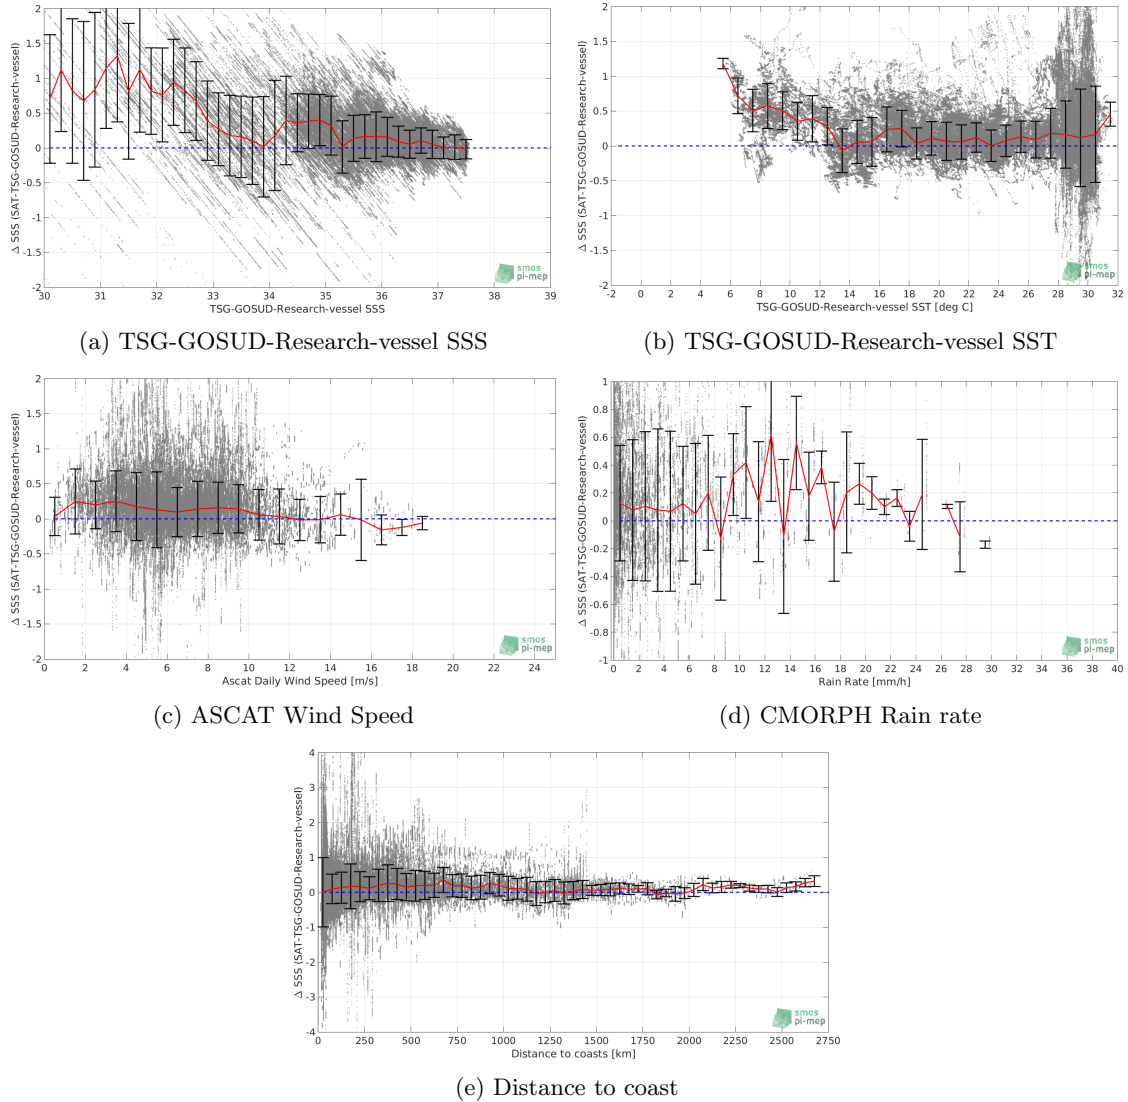 2
1.5
1
0.5
0
-0.5
-1
-1.5
-2
Δ SSS (SAT-TSG-GOSUD-Research-vessel)
30 31 32 33 34 35 36 37 38 39
TSG-GOSUD-Research-vessel SSS
smos
pi-mep
(a) TSG-GOSUD-Research-vessel SSS
2
1.5
1
0.5
0
-0.5
-1
-1.5
-2
Δ SSS (SAT-TSG-GOSUD-Research-vessel)
-2 0 2 4 6 8 10 12 14 16 18 20 22 24 26 28 30 32
TSG-GOSUD-Research-vessel SST [deg C]
smos
pi-mep
(b) TSG-GOSUD-Research-vessel SST
2
1.5
1
0.5
0
-0.5
-1
-1.5
-2
Δ SSS (SAT-TSG-GOSUD-Research-vessel)
0 2 4 6 8 10 12 14 16 18 20 22 24
Ascat Daily Wind Speed [m/s]
smos
pi-mep
(c) ASCAT Wind Speed
1
0.8
0.6
0.4
0.2
0
-0.2
-0.4
-0.6
-0.8
-1
Δ SSS (SAT-TSG-GOSUD-Research-vessel)
0 2 4 6 8 10 12 14 16 18 20 22 24 26 28 30 32 34 36 38 40
Rain Rate [mm/h]
smos
pi-mep
(d) CMORPH Rain rate
4
3
2
1
0
-1
-2
-3
-4
Δ SSS (SAT-TSG-GOSUD-Research-vessel)
0 250 500 750 1000 1250 1500 1750 2000 2250 2500 2750
Distance to coasts [km]
smos
pi-mep
(e) Distance to coast